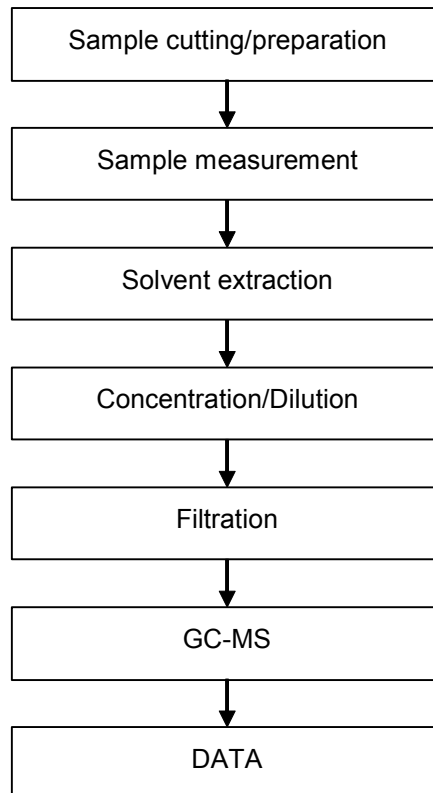 Sample cutting/preparation
Sample measurement
Solvent extraction
Concentration/Dilution
Filtration
GC-MS
DATA